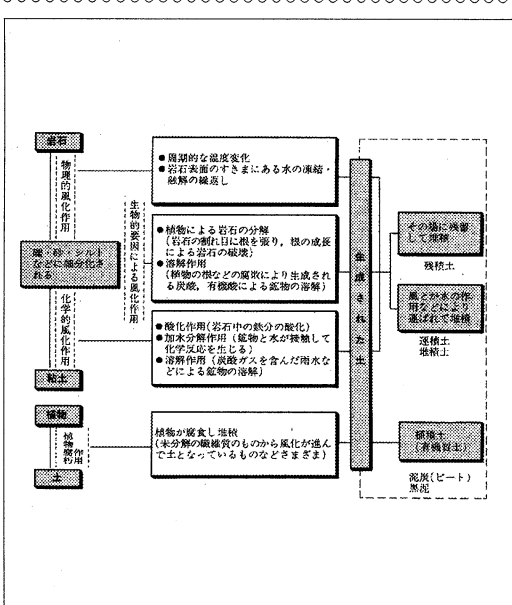 岩石
物理的風化作用
礫・砂・シルト
などに細分化さ
れる
化学的風化作用
粘土
生物的要因による風化作用
植物
植物腐朽作用
土
●周期的な温度変化
●岩石表面のすきまにある水の凍結・
融解の繰返し
●植物による岩石の分解
(岩石の割れ目に根を張り,根の成長
による岩石の破壊)
●溶解作用
(植物の根などの腐敗により生成され
る炭酸,有機酸による鉱物の溶解)
●酸化作用(岩石中の鉄分の酸化)
●加水分解作用(鉱物と水が接触して
化学反応を生じる)
●溶解作用(炭酸ガスを含んだ雨水な
どによる鉱物の溶解)
植物が腐食し堆積
(未分解の繊維質のものから風化が進ん
で土となっているものなどさまざま)
生成された土
その場に残留
して堆積
残積土
風とか水の作
用などにより
運ばれて堆積
運積土
堆積土
植積土
(有機質土)
泥炭(ピート)
黒泥